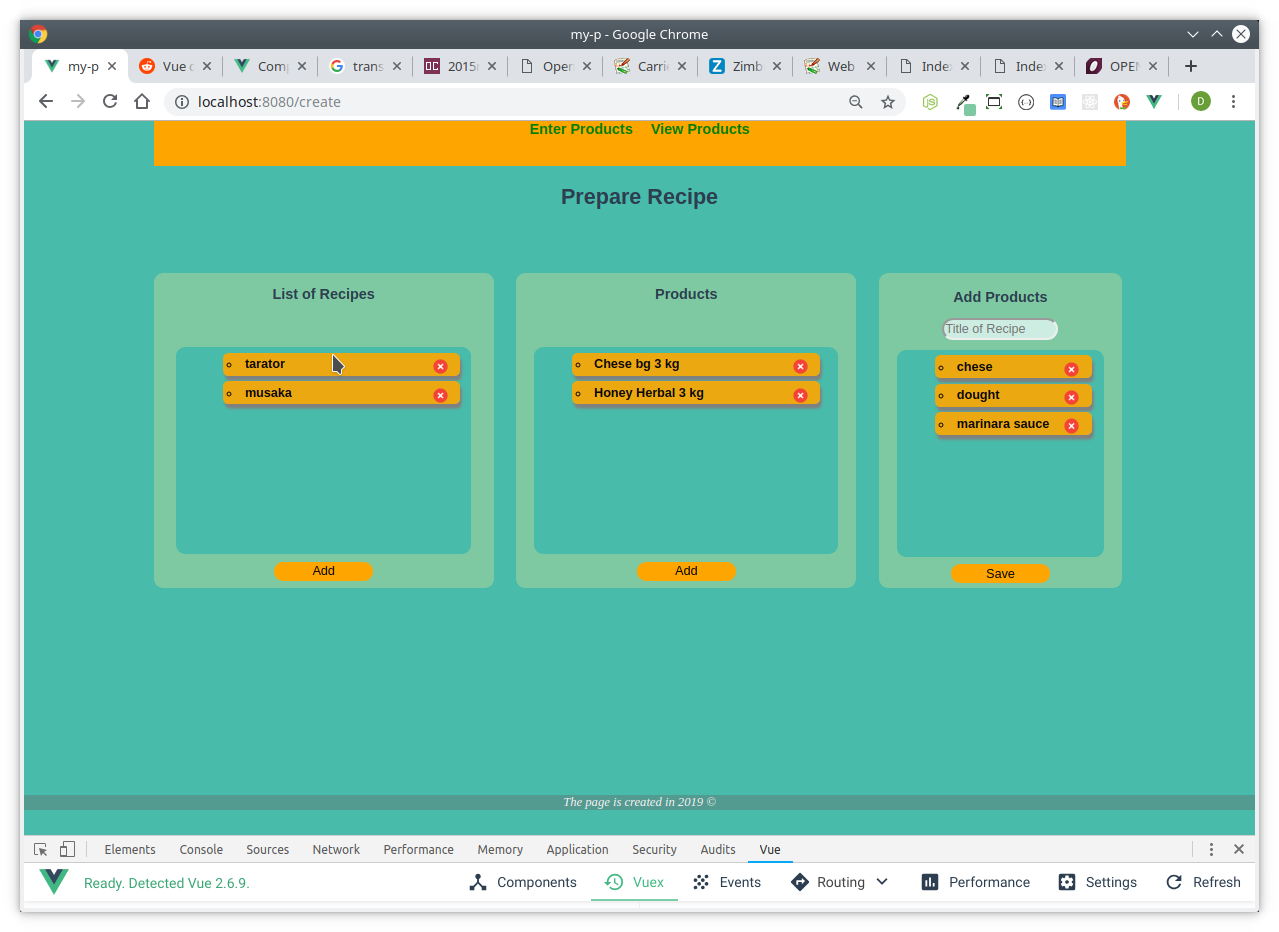 my-p - Google Chrome
my-p Vue Comp trans 2015 Open Carri Zimb Web Inde Inde OPEN
localhost:8080/create
D
Enter Products View Products
Prepare Recipe
List of Recipes
tarator
musaka
Add
Products
Chese bg 3 kg
Honey Herbal 3 kg
Add
Add Products
Title of Recipe
chese
dought
marinara sauce
Save
The page is created in 2019 ©
Elements Console Sources Network Performance Memory Application Security Audits Vue
Ready. Detected Vue 2.6.9.
Components Vuex Events Routing Performance Settings Refresh